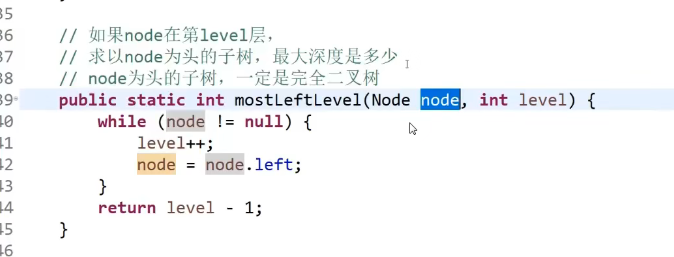 35
36 // 如果node在第level层，
37 // 求以node为头的子树，最大深度是多少
38 // node为头的子树，一定是完全二叉树
39 public static int mostLeftLevel(Node node, int level) {
40 while (node != null) {
41 level++;
42 node = node.left;
43 }
44 return level - 1;
45 }
46